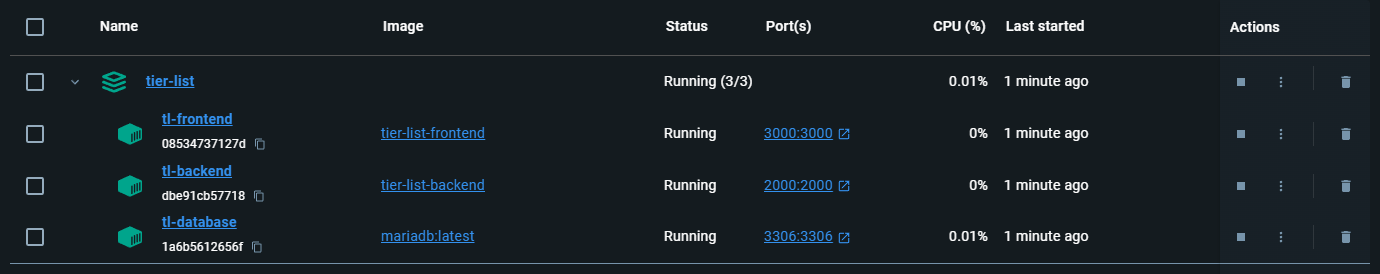 Name Image Status Port(s) CPU (%) Last started Actions
tier-list Running (3/3) 0.01% 1 minute ago
tl-frontend
08534737127d tier-list-frontend Running 3000:3000 0% 1 minute ago
tl-backend
dbe91cb57718 tier-list-backend Running 2000:2000 0% 1 minute ago
tl-database
1a6b5612656f mariadb:latest Running 3306:3306 0.01% 1 minute ago